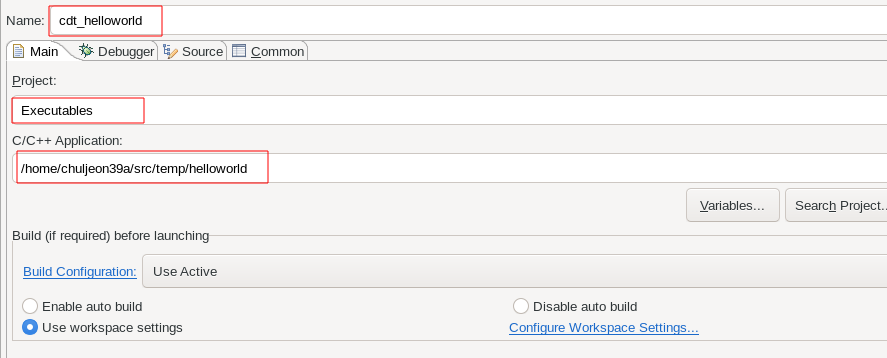 Name: cdt_helloworld
Main Debugger Source Common
Project:
Executables
C/C++ Application:
/home/chuljeon39a/src/temp/helloworld
Variables... Search Project...
Build (if required) before launching
Build Configuration: Use Active
Enable auto build Disable auto build
Use workspace settings Configure Workspace Settings...